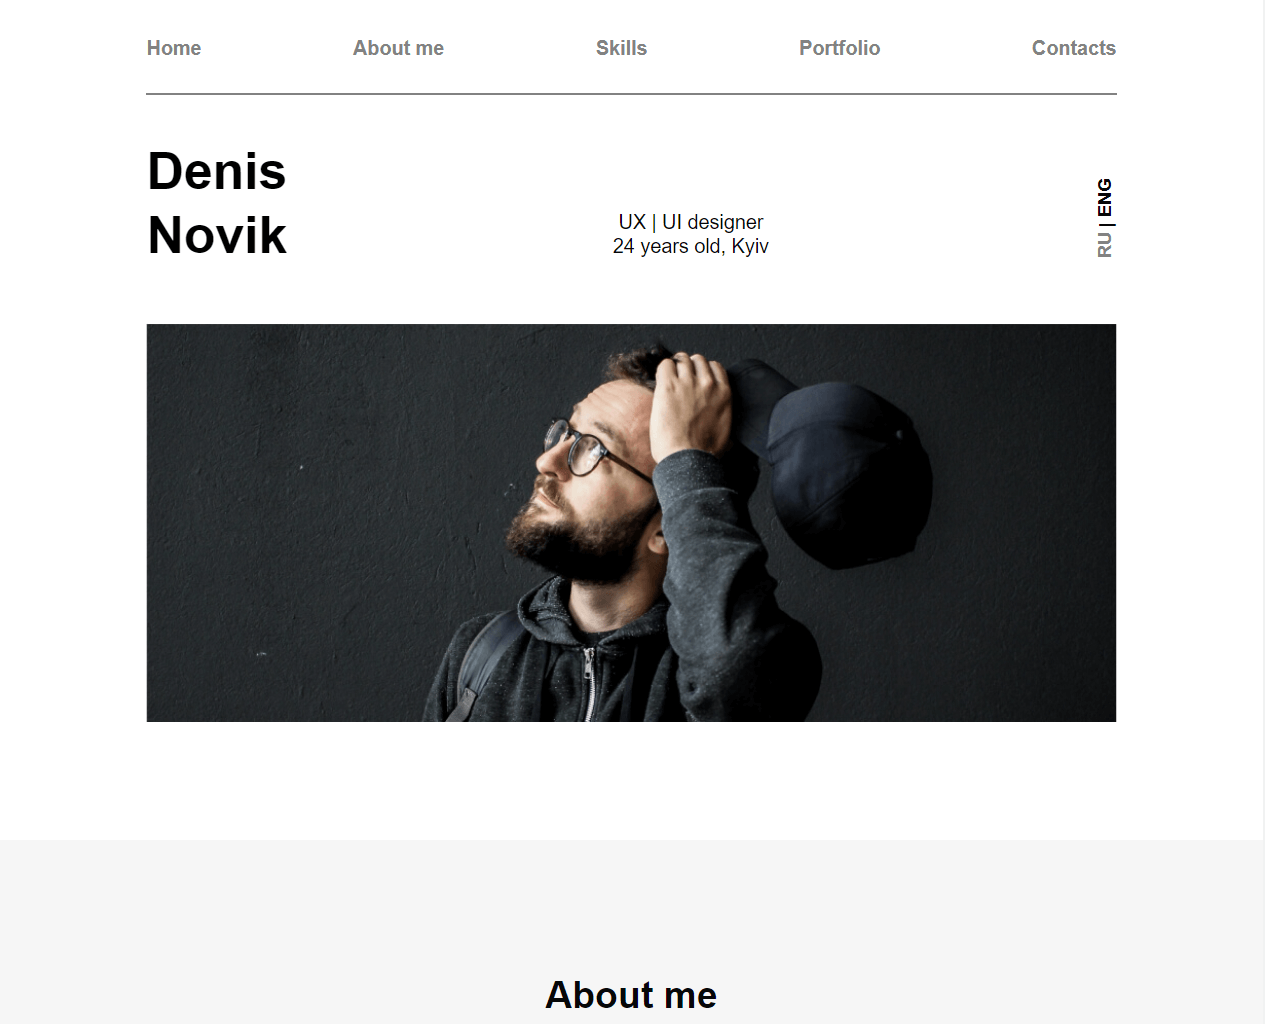 Home
About me
Skills
Portfolio
Contacts
Denis
Novik
UX | UI designer
24 years old, Kyiv
RU | ENG
About me